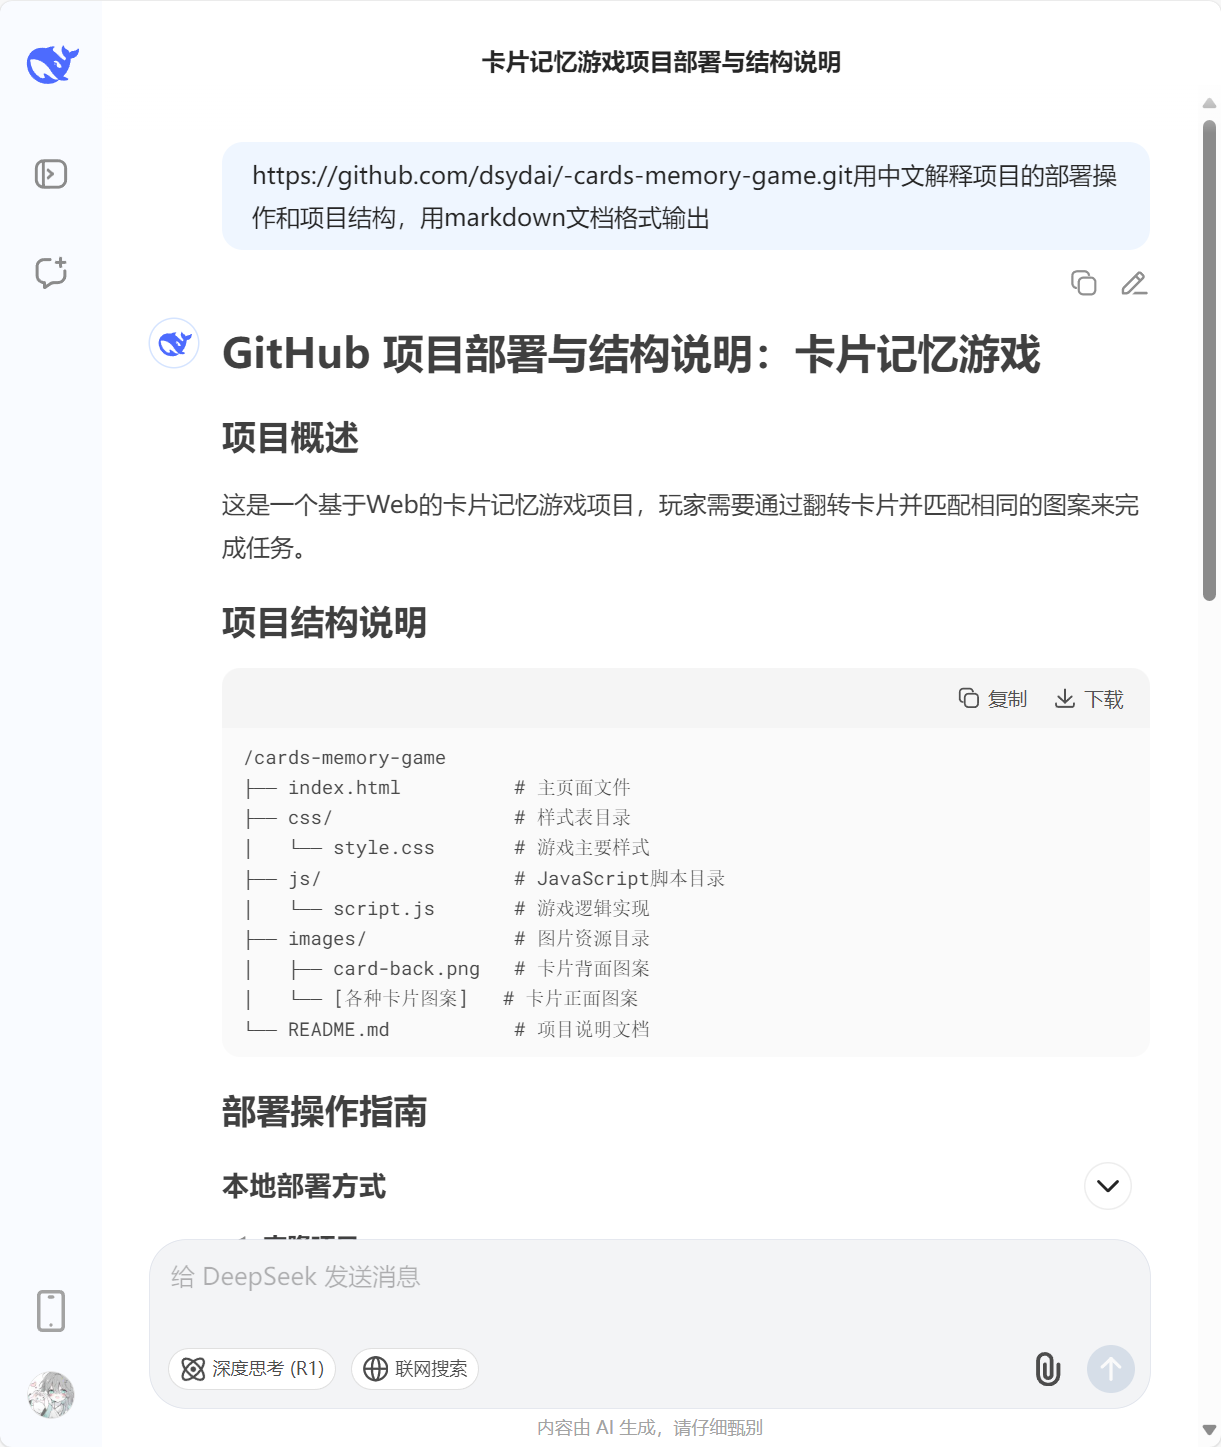 卡片记忆游戏项目部署与结构说明
https://github.com/dsydai/-cards-memory-game.git用中文解释项目的部署操
作和项目结构，用markdown文档格式输出
GitHub 项目部署与结构说明：卡片记忆游戏
项目概述
这是一个基于Web的卡片记忆游戏项目，玩家需要通过翻转卡片并匹配相同的图案来完
成任务。
项目结构说明
复制 下载
/cards-memory-game
├── index.html          # 主页面文件
├── css/                # 样式表目录
│   └── style.css       # 游戏主要样式
├── js/                 # JavaScript脚本目录
│   └── script.js       # 游戏逻辑实现
├── images/             # 图片资源目录
│   ├── card-back.png   # 卡片背面图案
│   └── [各种卡片图案]   # 卡片正面图案
└── README.md           # 项目说明文档
部署操作指南
本地部署方式
给 DeepSeek 发送消息
深度思考 (R1) 联网搜索
内容由 AI 生成，请仔细甄别